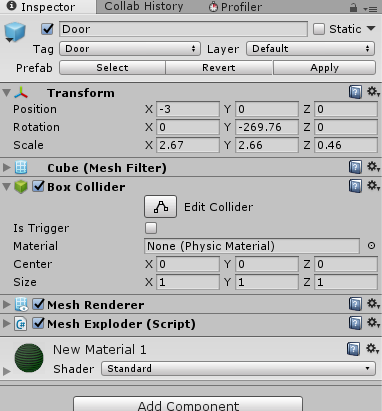 Inspector Collab History Profiler
Door Static
Tag Door Layer Default
Prefab Select Revert Apply
Transform
Position X -3 Y 0 Z 0
Rotation X 0 Y -269.76 Z 0
Scale X 2.67 Y 2.66 Z 0.46
Cube (Mesh Filter)
Box Collider
Edit Collider
Is Trigger
Material None (Physic Material)
Center X 0 Y 0 Z 0
Size X 1 Y 1 Z 1
Mesh Renderer
C# Mesh Exploder (Script)
New Material 1
Shader Standard
Add Component